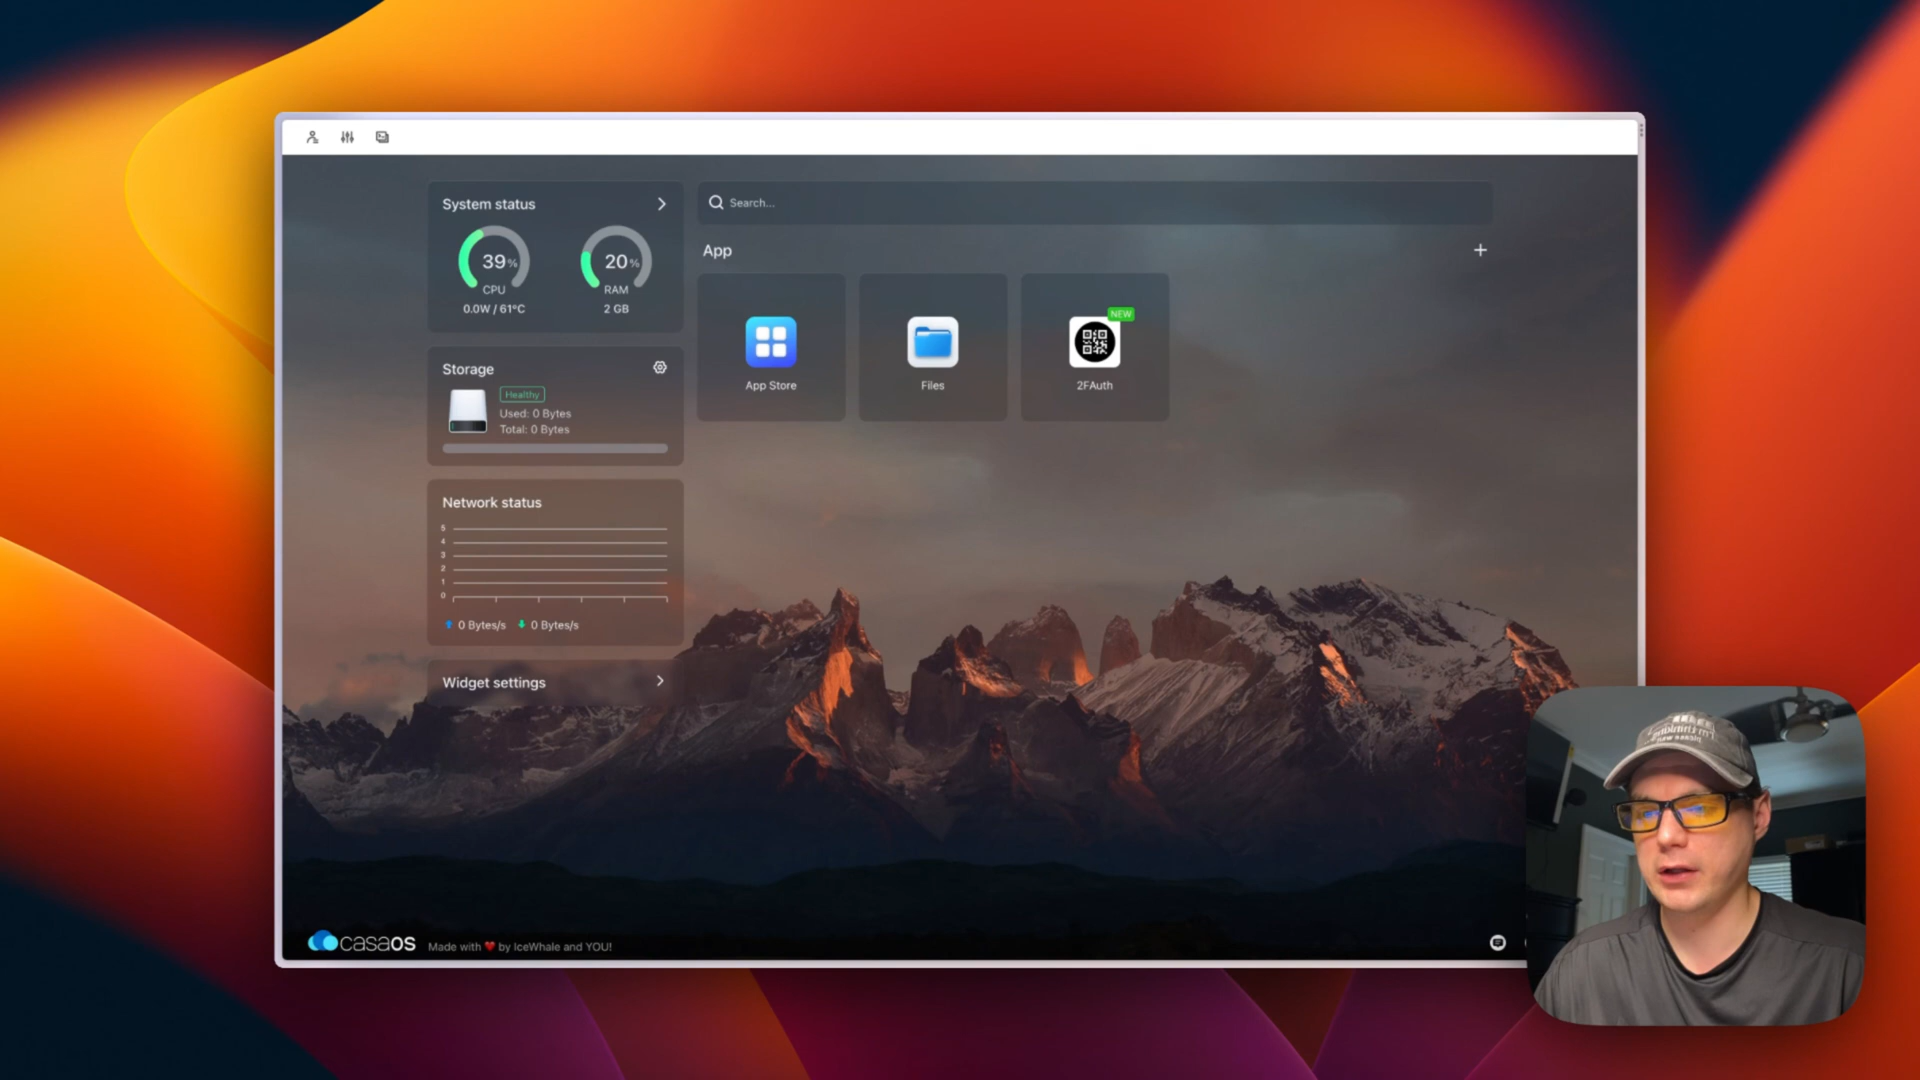 System status
39%
CPU
0.0W / 61°C
20%
RAM
2 GB
Storage
Healthy
Used: 0 Bytes
Total: 0 Bytes
Network status
5
4
3
2
1
0
0 Bytes/s
0 Bytes/s
Widget settings
Search...
App
App Store
Files
NEW
2FAuth
casaOS
Made with ❤ by IceWhale and YOU!